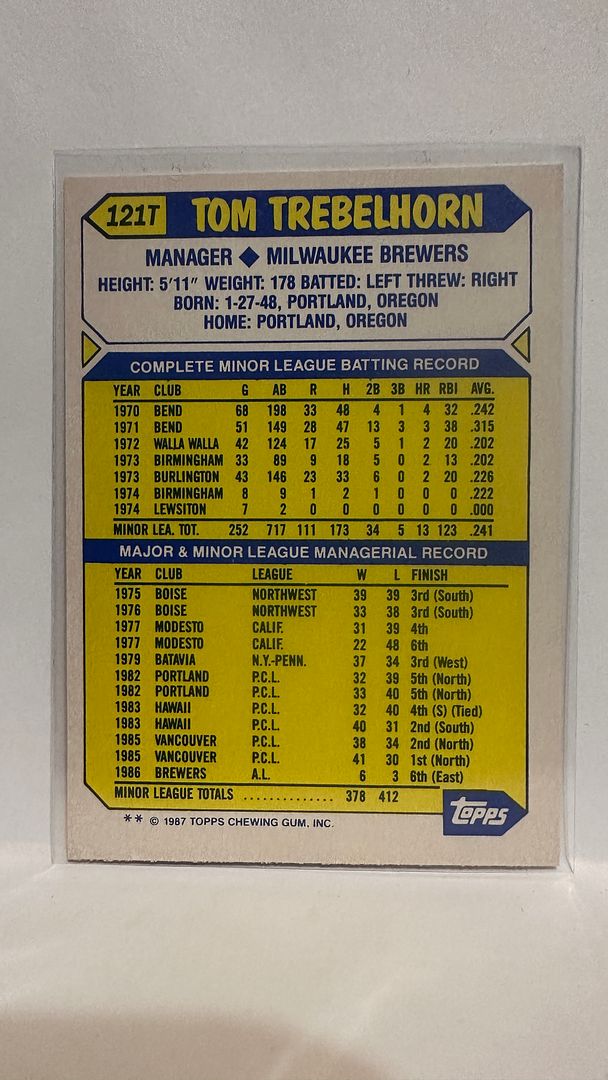 121T TOM TREBELHORN
MANAGER ◆ MILWAUKEE BREWERS
HEIGHT: 5'11" WEIGHT: 178 BATTED: LEFT THREW: RIGHT
BORN: 1-27-48, PORTLAND, OREGON
HOME: PORTLAND, OREGON
COMPLETE MINOR LEAGUE BATTING RECORD
YEAR CLUB G AB R H 2B 3B HR RBI AVG.
1970 BEND 68 198 33 48 4 1 4 32 .242
1971 BEND 51 149 28 47 13 3 3 38 .315
1972 WALLA WALLA 42 124 17 25 5 1 2 20 .202
1973 BIRMINGHAM 33 89 9 18 5 0 2 13 .202
1973 BURLINGTON 43 146 23 33 6 0 2 20 .226
1974 BIRMINGHAM 8 9 1 2 1 0 0 0 .222
1974 LEWSITON 7 2 0 0 0 0 0 0 .000
MINOR LEA. TOT. 252 717 111 173 34 5 13 123 .241
MAJOR & MINOR LEAGUE MANAGERIAL RECORD
YEAR CLUB LEAGUE W L FINISH
1975 BOISE NORTHWEST 39 39 3rd (South)
1976 BOISE NORTHWEST 33 38 3rd (South)
1977 MODESTO CALIF. 31 39 4th
1977 MODESTO CALIF. 22 48 6th
1979 BATAVIA N.Y.-PENN. 37 34 3rd (West)
1982 PORTLAND P.C.L. 32 39 5th (North)
1982 PORTLAND P.C.L. 33 40 5th (North)
1983 HAWAII P.C.L. 32 40 4th (S) (Tied)
1983 HAWAII P.C.L. 40 31 2nd (South)
1985 VANCOUVER P.C.L. 38 34 2nd (North)
1985 VANCOUVER P.C.L. 41 30 1st (North)
1986 BREWERS A.L. 6 3 6th (East)
MINOR LEAGUE TOTALS .............. 378 412
topps
** © 1987 TOPPS CHEWING GUM, INC.